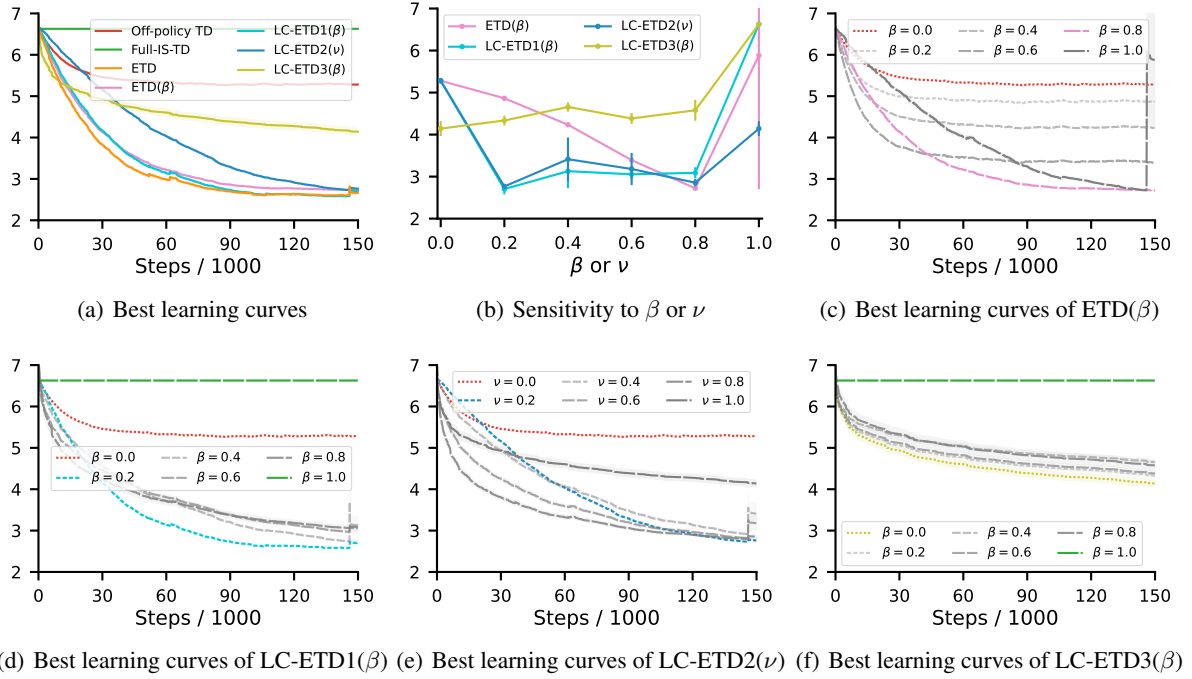 7
6
5
4
3
2
0 30 60 90 120 150
Steps / 1000
Off-policy TD
Full-IS-TD
ETD
ETD(β)
LC-ETD1(β)
LC-ETD2(ν)
LC-ETD3(β)
(a) Best learning curves
7
6
5
4
3
2
0.0 0.2 0.4 0.6 0.8 1.0
β or ν
ETD(β)
LC-ETD1(β)
LC-ETD2(ν)
LC-ETD3(β)
(b) Sensitivity to β or ν
7
6
5
4
3
2
0 30 60 90 120 150
Steps / 1000
β = 0.0
β = 0.2
β = 0.4
β = 0.6
β = 0.8
β = 1.0
(c) Best learning curves of ETD(β)
7
6
5
4
3
2
0 30 60 90 120 150
Steps / 1000
β = 0.0
β = 0.2
β = 0.4
β = 0.6
β = 0.8
β = 1.0
(d) Best learning curves of LC-ETD1(β)
7
6
5
4
3
2
0 30 60 90 120 150
Steps / 1000
ν = 0.0
ν = 0.2
ν = 0.4
ν = 0.6
ν = 0.8
ν = 1.0
(e) Best learning curves of LC-ETD2(ν)
7
6
5
4
3
2
0 30 60 90 120 150
Steps / 1000
β = 0.0
β = 0.2
β = 0.4
β = 0.6
β = 0.8
β = 1.0
(f) Best learning curves of LC-ETD3(β)